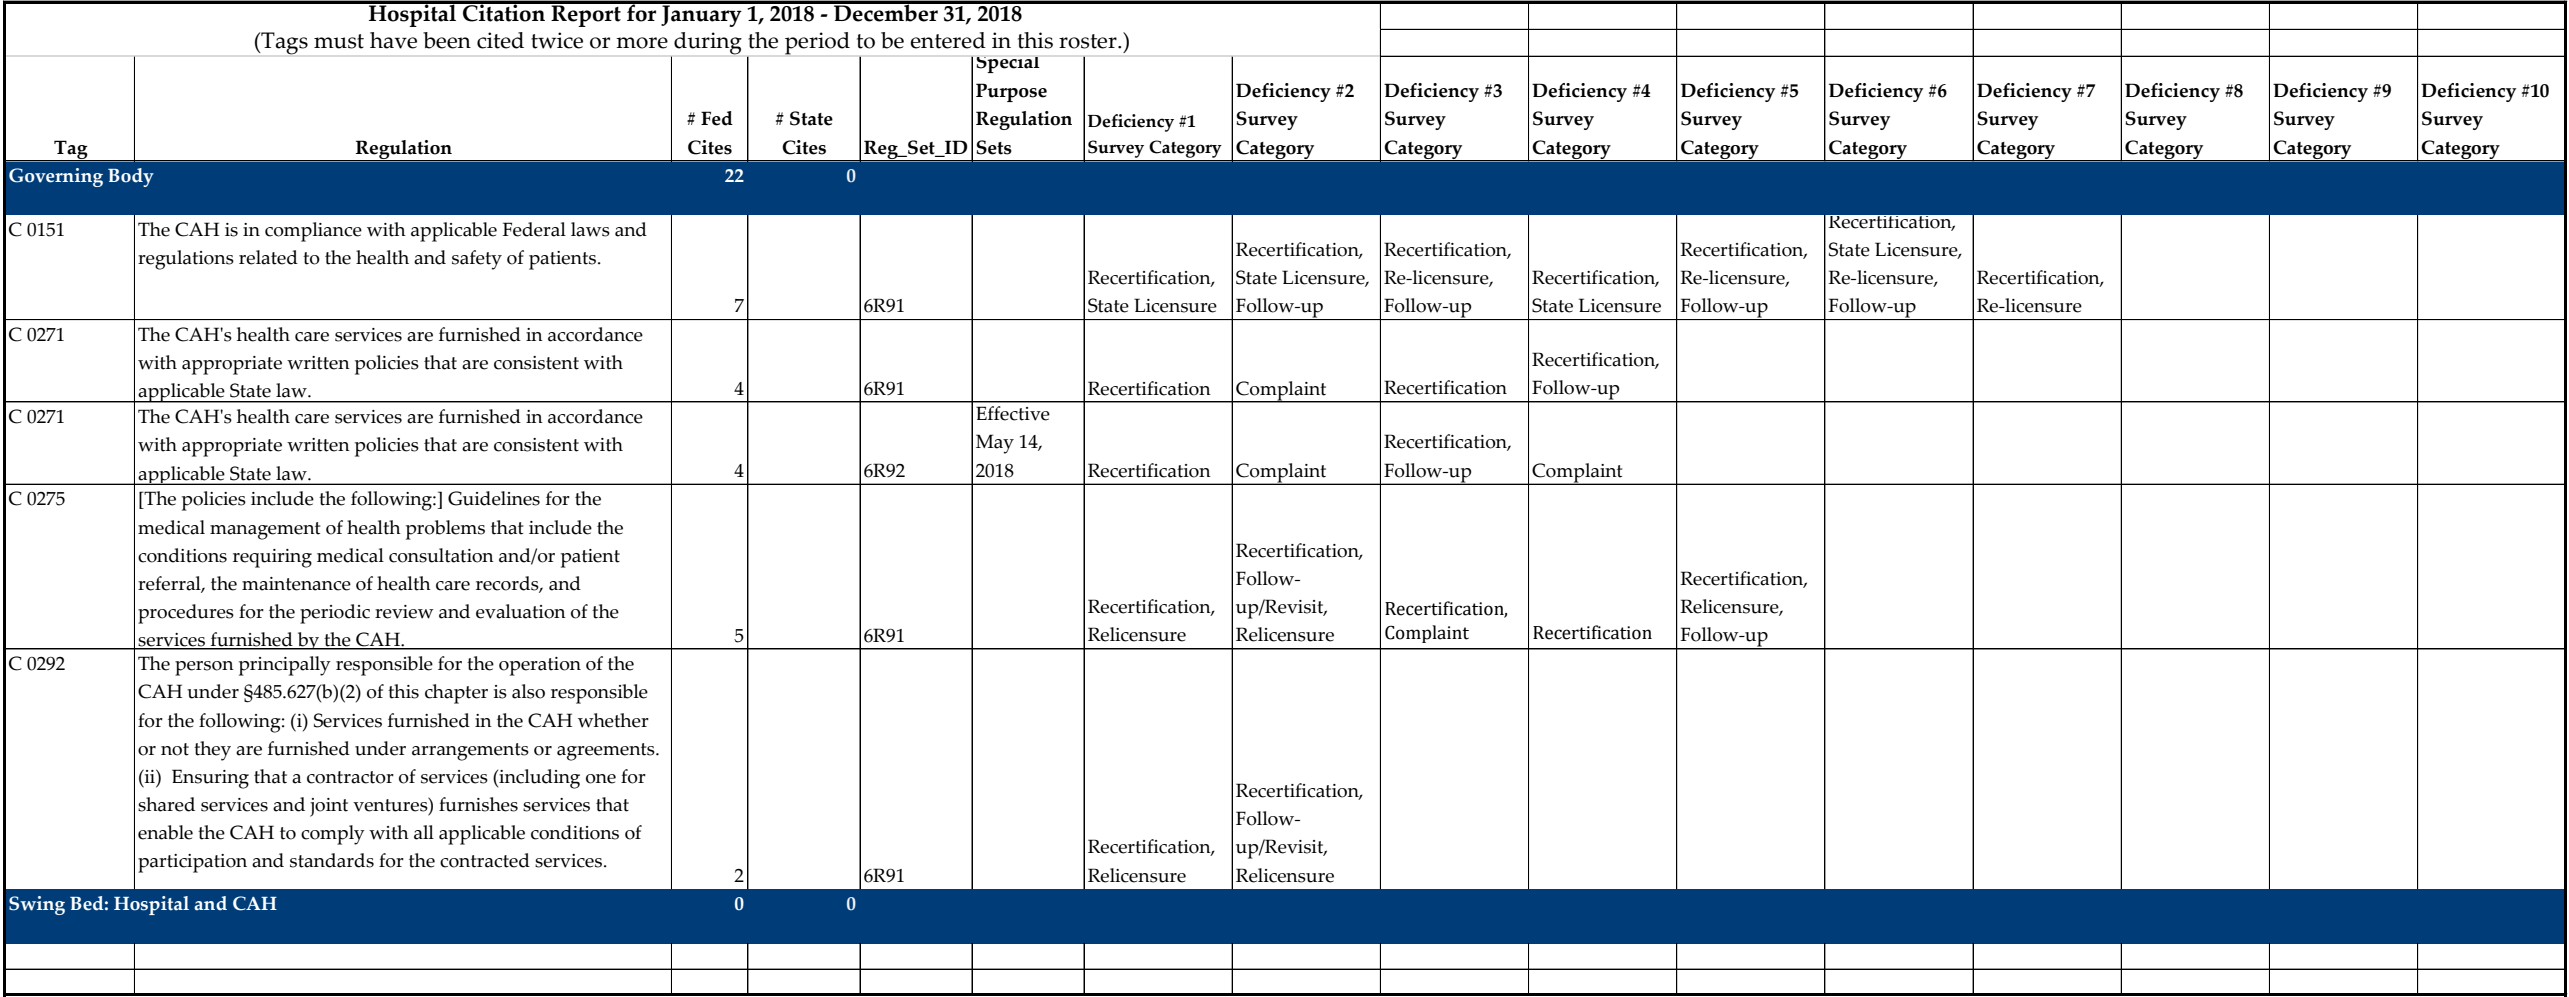 Hospital Citation Report for January 1, 2018 - December 31, 2018
(Tags must have been cited twice or more during the period to be entered in this roster.)
Tag
Regulation
# Fed
Cites
# State
Cites
Reg_Set_ID
Special
Purpose
Regulation
Sets
Deficiency #1
Survey Category
Deficiency #2
Survey
Category
Deficiency #3
Survey
Category
Deficiency #4
Survey
Category
Deficiency #5
Survey
Category
Deficiency #6
Survey
Category
Deficiency #7
Survey
Category
Deficiency #8
Survey
Category
Deficiency #9
Survey
Category
Deficiency #10
Survey
Category
Governing Body 22 0
C 0151
The CAH is in compliance with applicable Federal laws and
regulations related to the health and safety of patients.
7
6R91
Recertification,
State Licensure
Recertification,
State Licensure,
Follow-up
Recertification,
Re-licensure,
Follow-up
Recertification,
State Licensure
Recertification,
Re-licensure,
Follow-up
Recertification,
State Licensure,
Re-licensure,
Follow-up
Recertification,
Re-licensure
C 0271
The CAH's health care services are furnished in accordance
with appropriate written policies that are consistent with
applicable State law.
4
6R91
Recertification
Complaint
Recertification
Recertification,
Follow-up
C 0271
The CAH's health care services are furnished in accordance
with appropriate written policies that are consistent with
applicable State law.
4
6R92
Effective
May 14,
2018
Recertification
Complaint
Recertification,
Follow-up
Complaint
C 0275
[The policies include the following:] Guidelines for the
medical management of health problems that include the
conditions requiring medical consultation and/or patient
referral, the maintenance of health care records, and
procedures for the periodic review and evaluation of the
services furnished by the CAH.
5
6R91
Recertification,
Relicensure
Recertification,
Follow-
up/Revisit,
Relicensure
Recertification,
Complaint
Recertification
Recertification,
Relicensure,
Follow-up
C 0292
The person principally responsible for the operation of the
CAH under §485.627(b)(2) of this chapter is also responsible
for the following: (i) Services furnished in the CAH whether
or not they are furnished under arrangements or agreements.
(ii)  Ensuring that a contractor of services (including one for
shared services and joint ventures) furnishes services that
enable the CAH to comply with all applicable conditions of
participation and standards for the contracted services.
2
6R91
Recertification,
Relicensure
Recertification,
Follow-
up/Revisit,
Relicensure
Swing Bed: Hospital and CAH 0 0